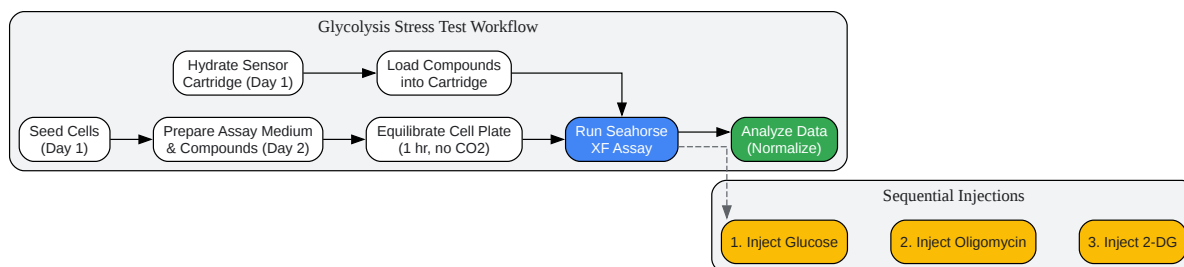 Glycolysis Stress Test Workflow
Hydrate Sensor
Cartridge (Day 1)
Load Compounds
into Cartridge
Seed Cells
(Day 1)
Prepare Assay Medium
& Compounds (Day 2)
Equilibrate Cell Plate
(1 hr, no CO2)
Run Seahorse
XF Assay
Analyze Data
(Normalize)
Sequential Injections
1. Inject Glucose
2. Inject Oligomycin
3. Inject 2-DG